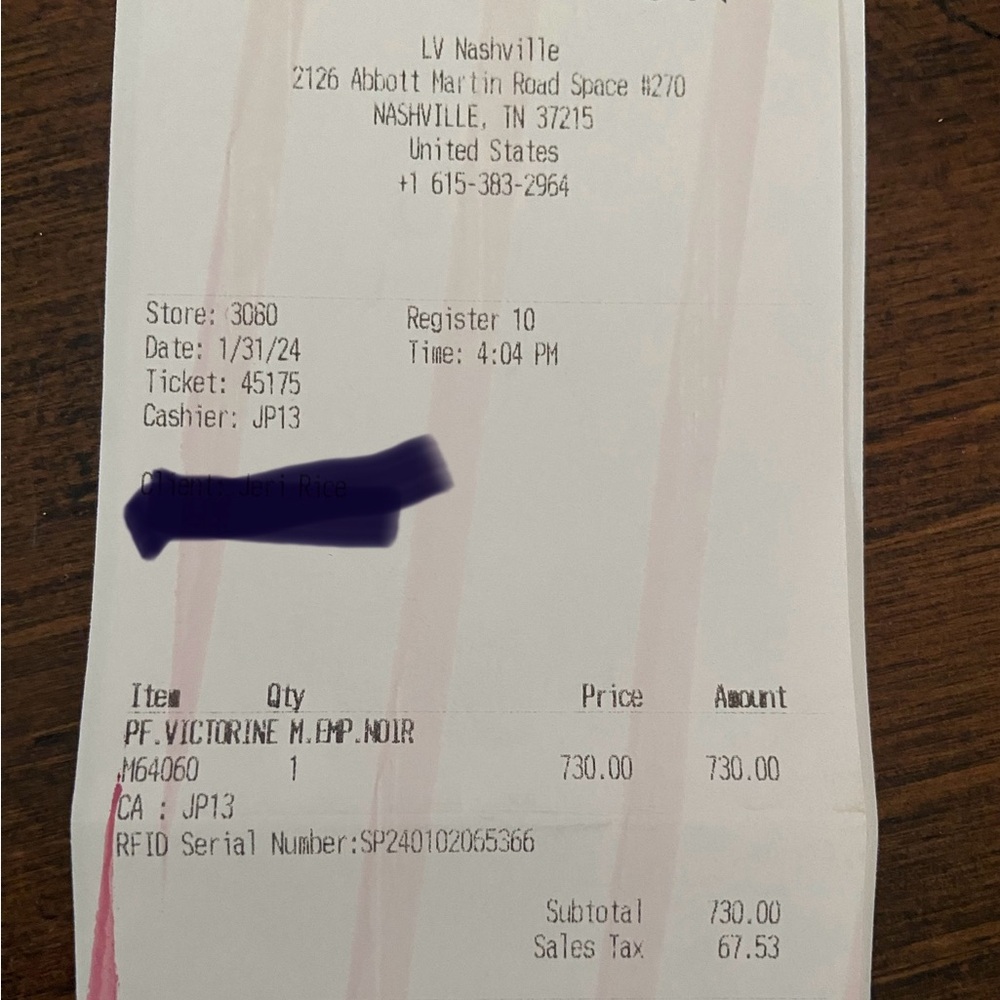 LV Nashville
2126 Abbott Martin Road Space #270
NASHVILLE, TN 37215
United States
+1 615-383-2964
Store: 3060 Register 10
Date: 1/31/24 Time: 4:04 PM
Ticket: 45175
Cashier: JP13
Client: Jeri Rice
Item Qty Price Amount
PF.VICTORINE M.EMP.NOIR
M64060 1 730.00 730.00
CA : JP13
RFID Serial Number:SP240102065366
Subtotal 730.00
Sales Tax 67.53